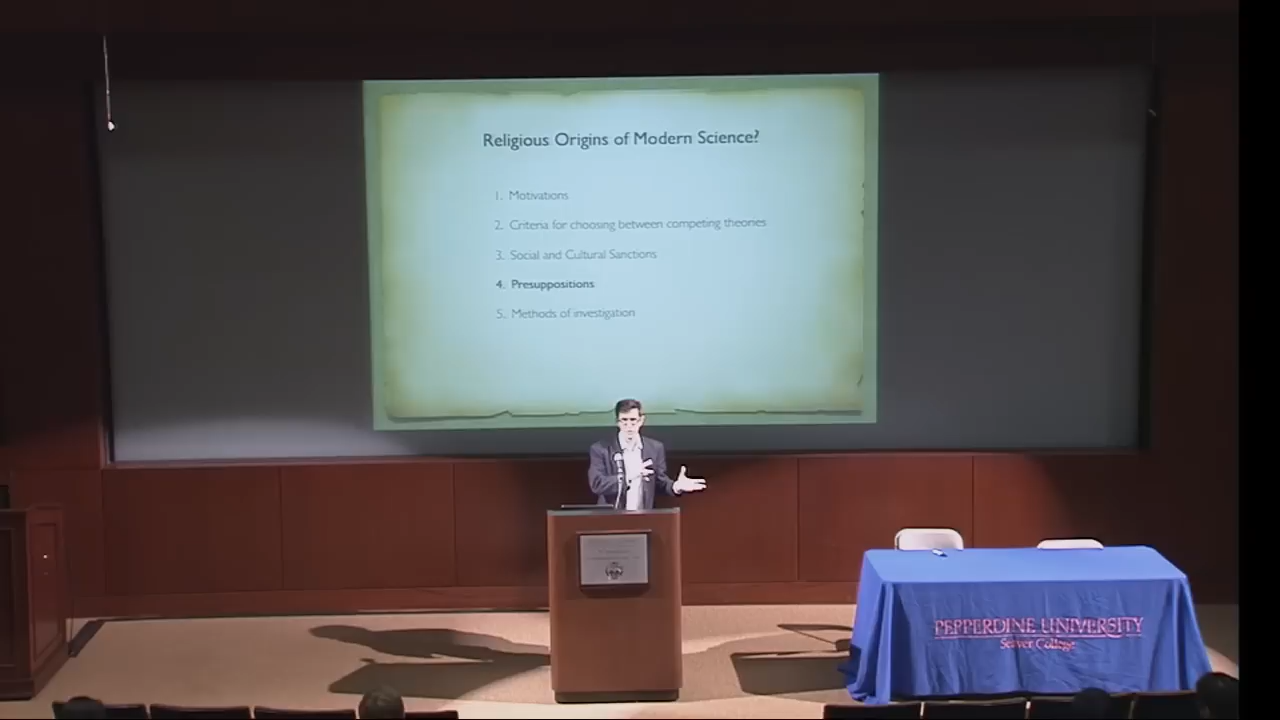 Religious Origins of Modern Science?
1. Motivations
2. Criteria for choosing between competing theories
3. Social and Cultural Sanctions
4. Presuppositions
5. Methods of investigation
PEPPERDINE UNIVERSITY
Seaver College